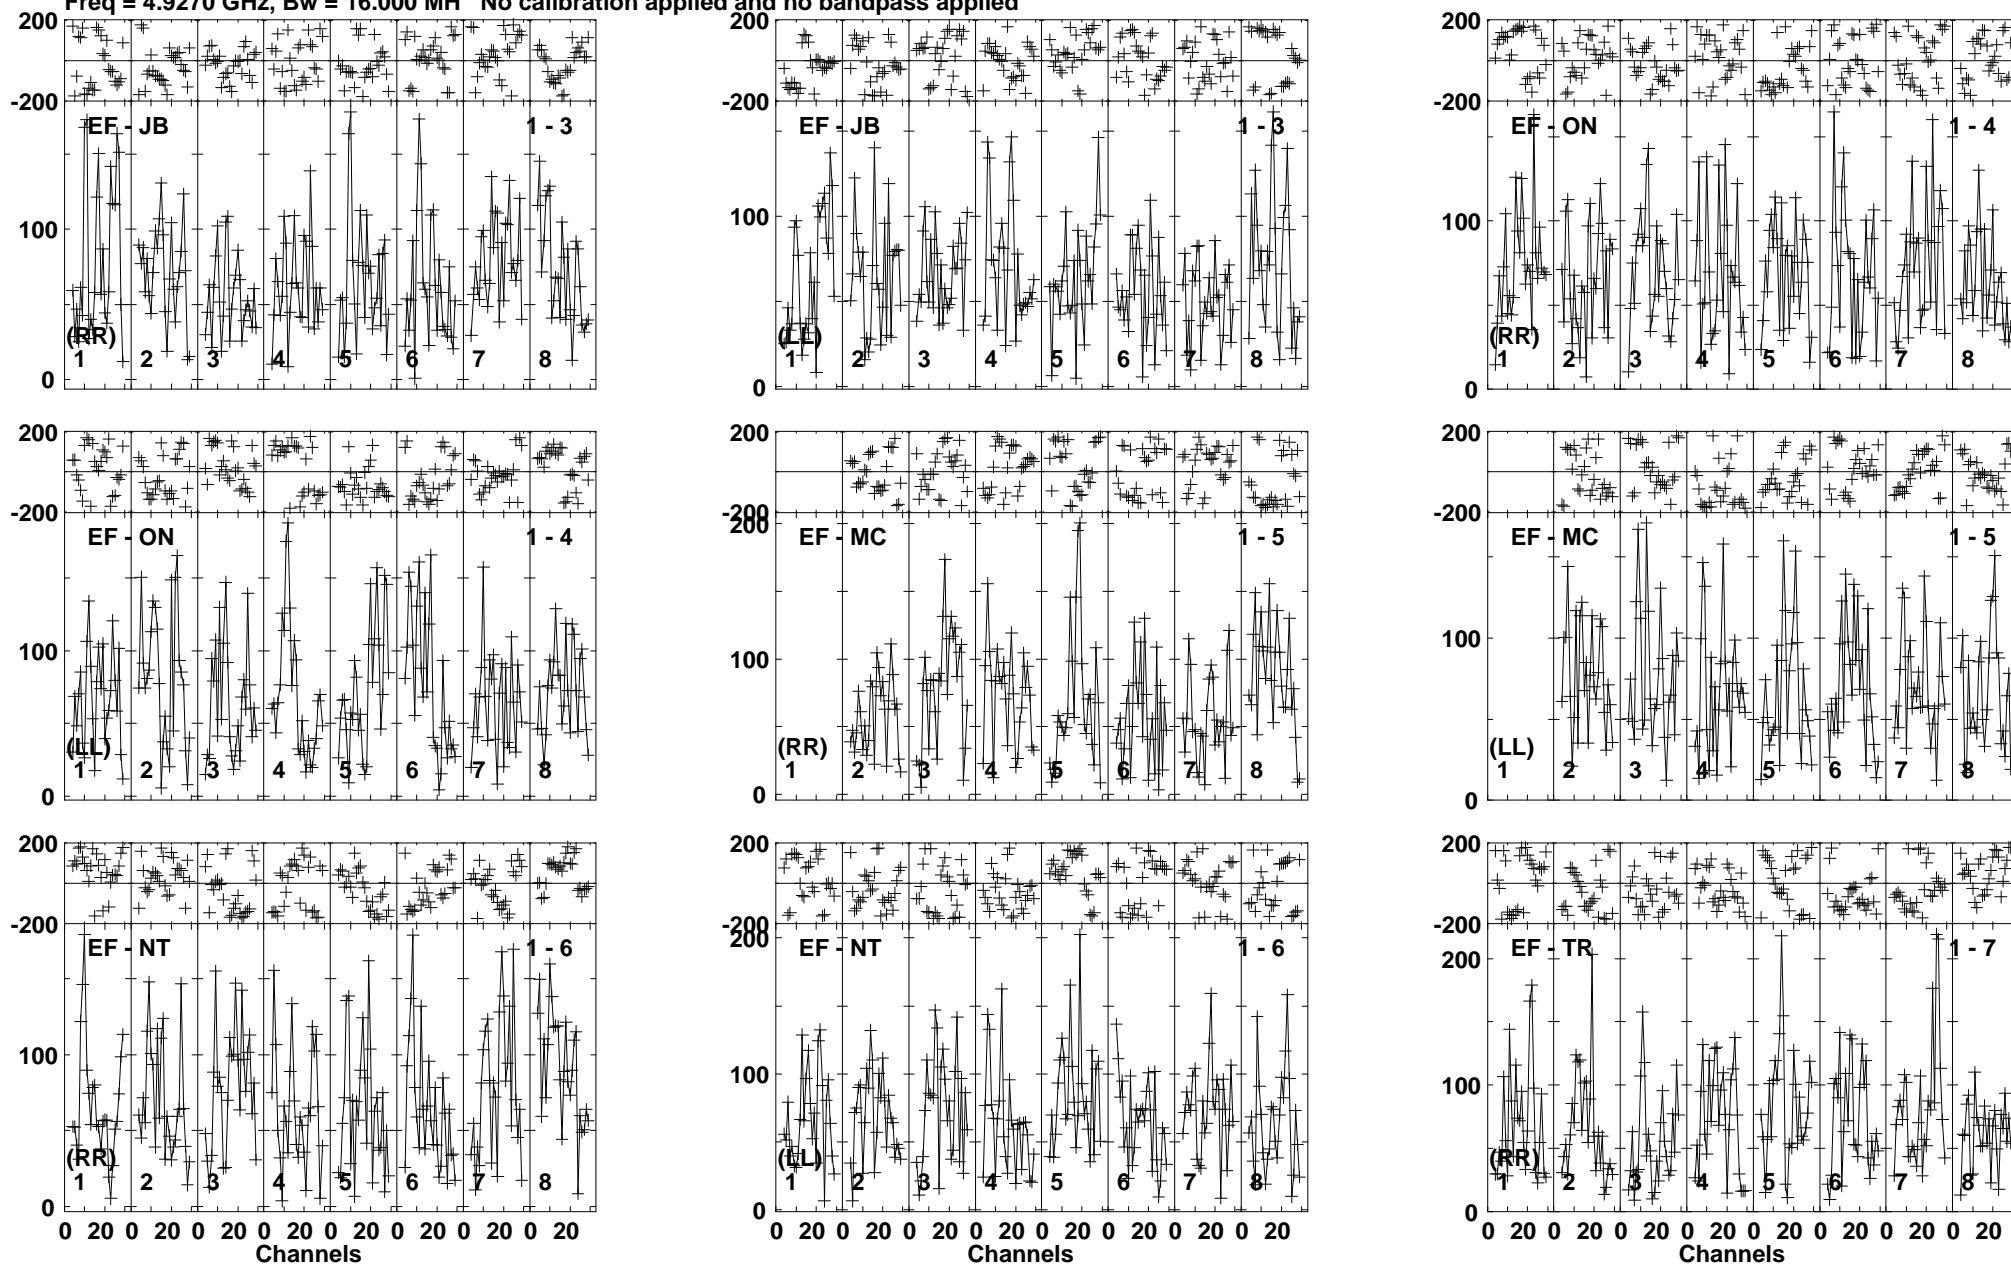 Freq = 4.9270 GHz, Bw = 16.000 MH No calibration applied and no bandpass applied
200 200 200
-200 -200 -200
EF - JB 1 - 3 EF - JB 1 - 3 EF - ON 1 - 4
100 100 100
(RR) (LL) (RR)
1 2 3 4 5 6 7 8 1 2 3 4 5 6 7 8 1 2 3 4 5 6 7 8
0 0 0
200 200 200
-200 -200 -200
200
EF - ON 1 - 4 EF - MC 1 - 5 EF - MC 1 - 5
100 100 100
(LL) (RR) (LL)
1 2 3 4 5 6 7 8 1 2 3 4 5 6 7 8 1 2 3 4 5 6 7 8
0 0 0
200 200 200
-200 -200 -200
200 200
EF - NT 1 - 6 EF - NT 1 - 6 EF - TR 1 - 7
100 100 100
(RR) (LL) (RR)
1 2 3 4 5 6 7 8 1 2 3 4 5 6 7 8 1 2 3 4 5 6 7 8
0 0 0
0 20 0 20 0 20 0 20 0 20 0 20 0 20 0 20 0 20 0 20 0 20 0 20 0 20 0 20 0 20 0 20 0 20 0 20 0 20 0 20 0 20 0 20 0 20 0 20
Channels Channels Channels